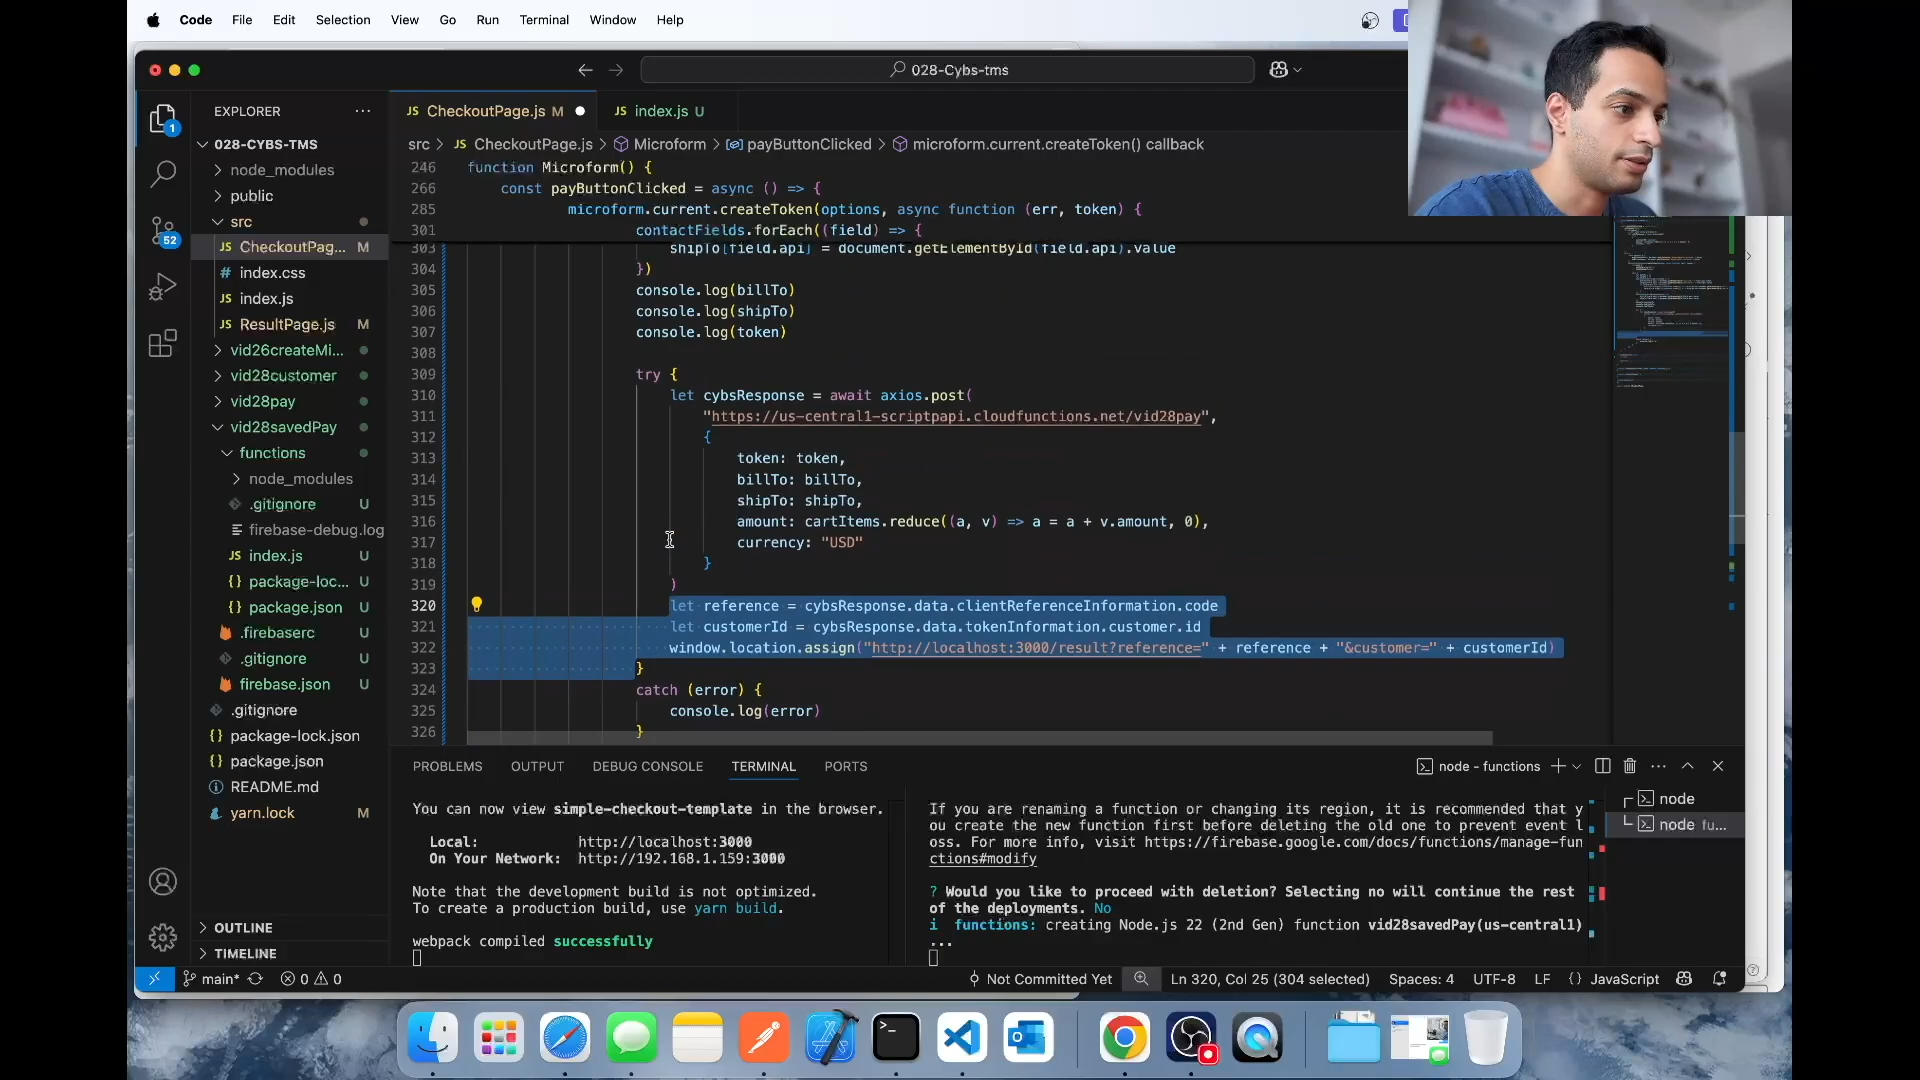 Code File Edit Selection View Go Run Terminal Window Help
028-Cybs-tms
EXPLORER
CheckoutPage.js M
index.js U
028-CYBS-TMS
node_modules
public
src
CheckoutPag... M
index.css
index.js
ResultPage.js M
vid26createMi...
vid28customer
vid28pay
vid28savedPay
functions
node_modules
.gitignore U
firebase-debug.log
index.js U
package-loc... U
package.json U
.firebaserc U
.gitignore U
firebase.json U
.gitignore
package-lock.json
package.json
README.md
yarn.lock M
OUTLINE
TIMELINE
1
52
src > CheckoutPage.js > Microform > payButtonClicked > microform.current.createToken() callback
246 function Microform() {
266 const payButtonClicked = async () => {
285 microform.current.createToken(options, async function (err, token) {
301 contactFields.forEach((field) => {
303 shipTo[field.api] = document.getElementById(field.api).value
304 })
305 console.log(billTo)
306 console.log(shipTo)
307 console.log(token)
308
309 try {
310 let cybsResponse = await axios.post(
311 "https://us-central1-scriptpapi.cloudfunctions.net/vid28pay",
312 {
313 token: token,
314 billTo: billTo,
315 shipTo: shipTo,
316 amount: cartItems.reduce((a, v) => a = a + v.amount, 0),
317 currency: "USD"
318 }
319 )
320 let reference = cybsResponse.data.clientReferenceInformation.code
321 let customerId = cybsResponse.data.tokenInformation.customer.id
322 window.location.assign("http://localhost:3000/result?reference=" + reference + "&customer=" + customerId)
323 }
324 catch (error) {
325 console.log(error)
326 }
PROBLEMS OUTPUT DEBUG CONSOLE TERMINAL PORTS
node - functions
You can now view simple-checkout-template in the browser.
Local: http://localhost:3000
On Your Network: http://192.168.1.159:3000
Note that the development build is not optimized.
To create a production build, use yarn build.
webpack compiled successfully
If you are renaming a function or changing its region, it is recommended that y
ou create the new function first before deleting the old one to prevent event l
oss. For more info, visit https://firebase.google.com/docs/functions/manage-fun
ctions#modify
? Would you like to proceed with deletion? Selecting no will continue the rest
of the deployments. No
i functions: creating Node.js 22 (2nd Gen) function vid28savedPay(us-central1)
...
node
node fu...
main* 0 0
Not Committed Yet
Ln 320, Col 25 (304 selected)
Spaces: 4
UTF-8
LF
{} JavaScript